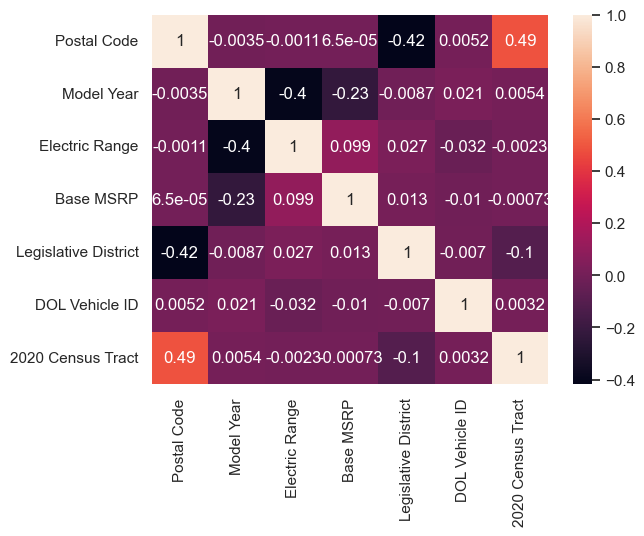 Postal Code 1 -0.0035 -0.0011 6.5e-05 -0.42 0.0052 0.49
Model Year -0.0035 1 -0.4 -0.23 -0.0087 0.021 0.0054
Electric Range -0.0011 -0.4 1 0.099 0.027 -0.032 -0.0023
Base MSRP 6.5e-05 -0.23 0.099 1 0.013 -0.01 -0.00073
Legislative District -0.42 -0.0087 0.027 0.013 1 -0.007 -0.1
DOL Vehicle ID 0.0052 0.021 -0.032 -0.01 -0.007 1 0.0032
2020 Census Tract 0.49 0.0054 -0.0023 -0.00073 -0.1 0.0032 1
Postal Code
Model Year
Electric Range
Base MSRP
Legislative District
DOL Vehicle ID
2020 Census Tract
1.0
0.8
0.6
0.4
0.2
0.0
−0.2
−0.4